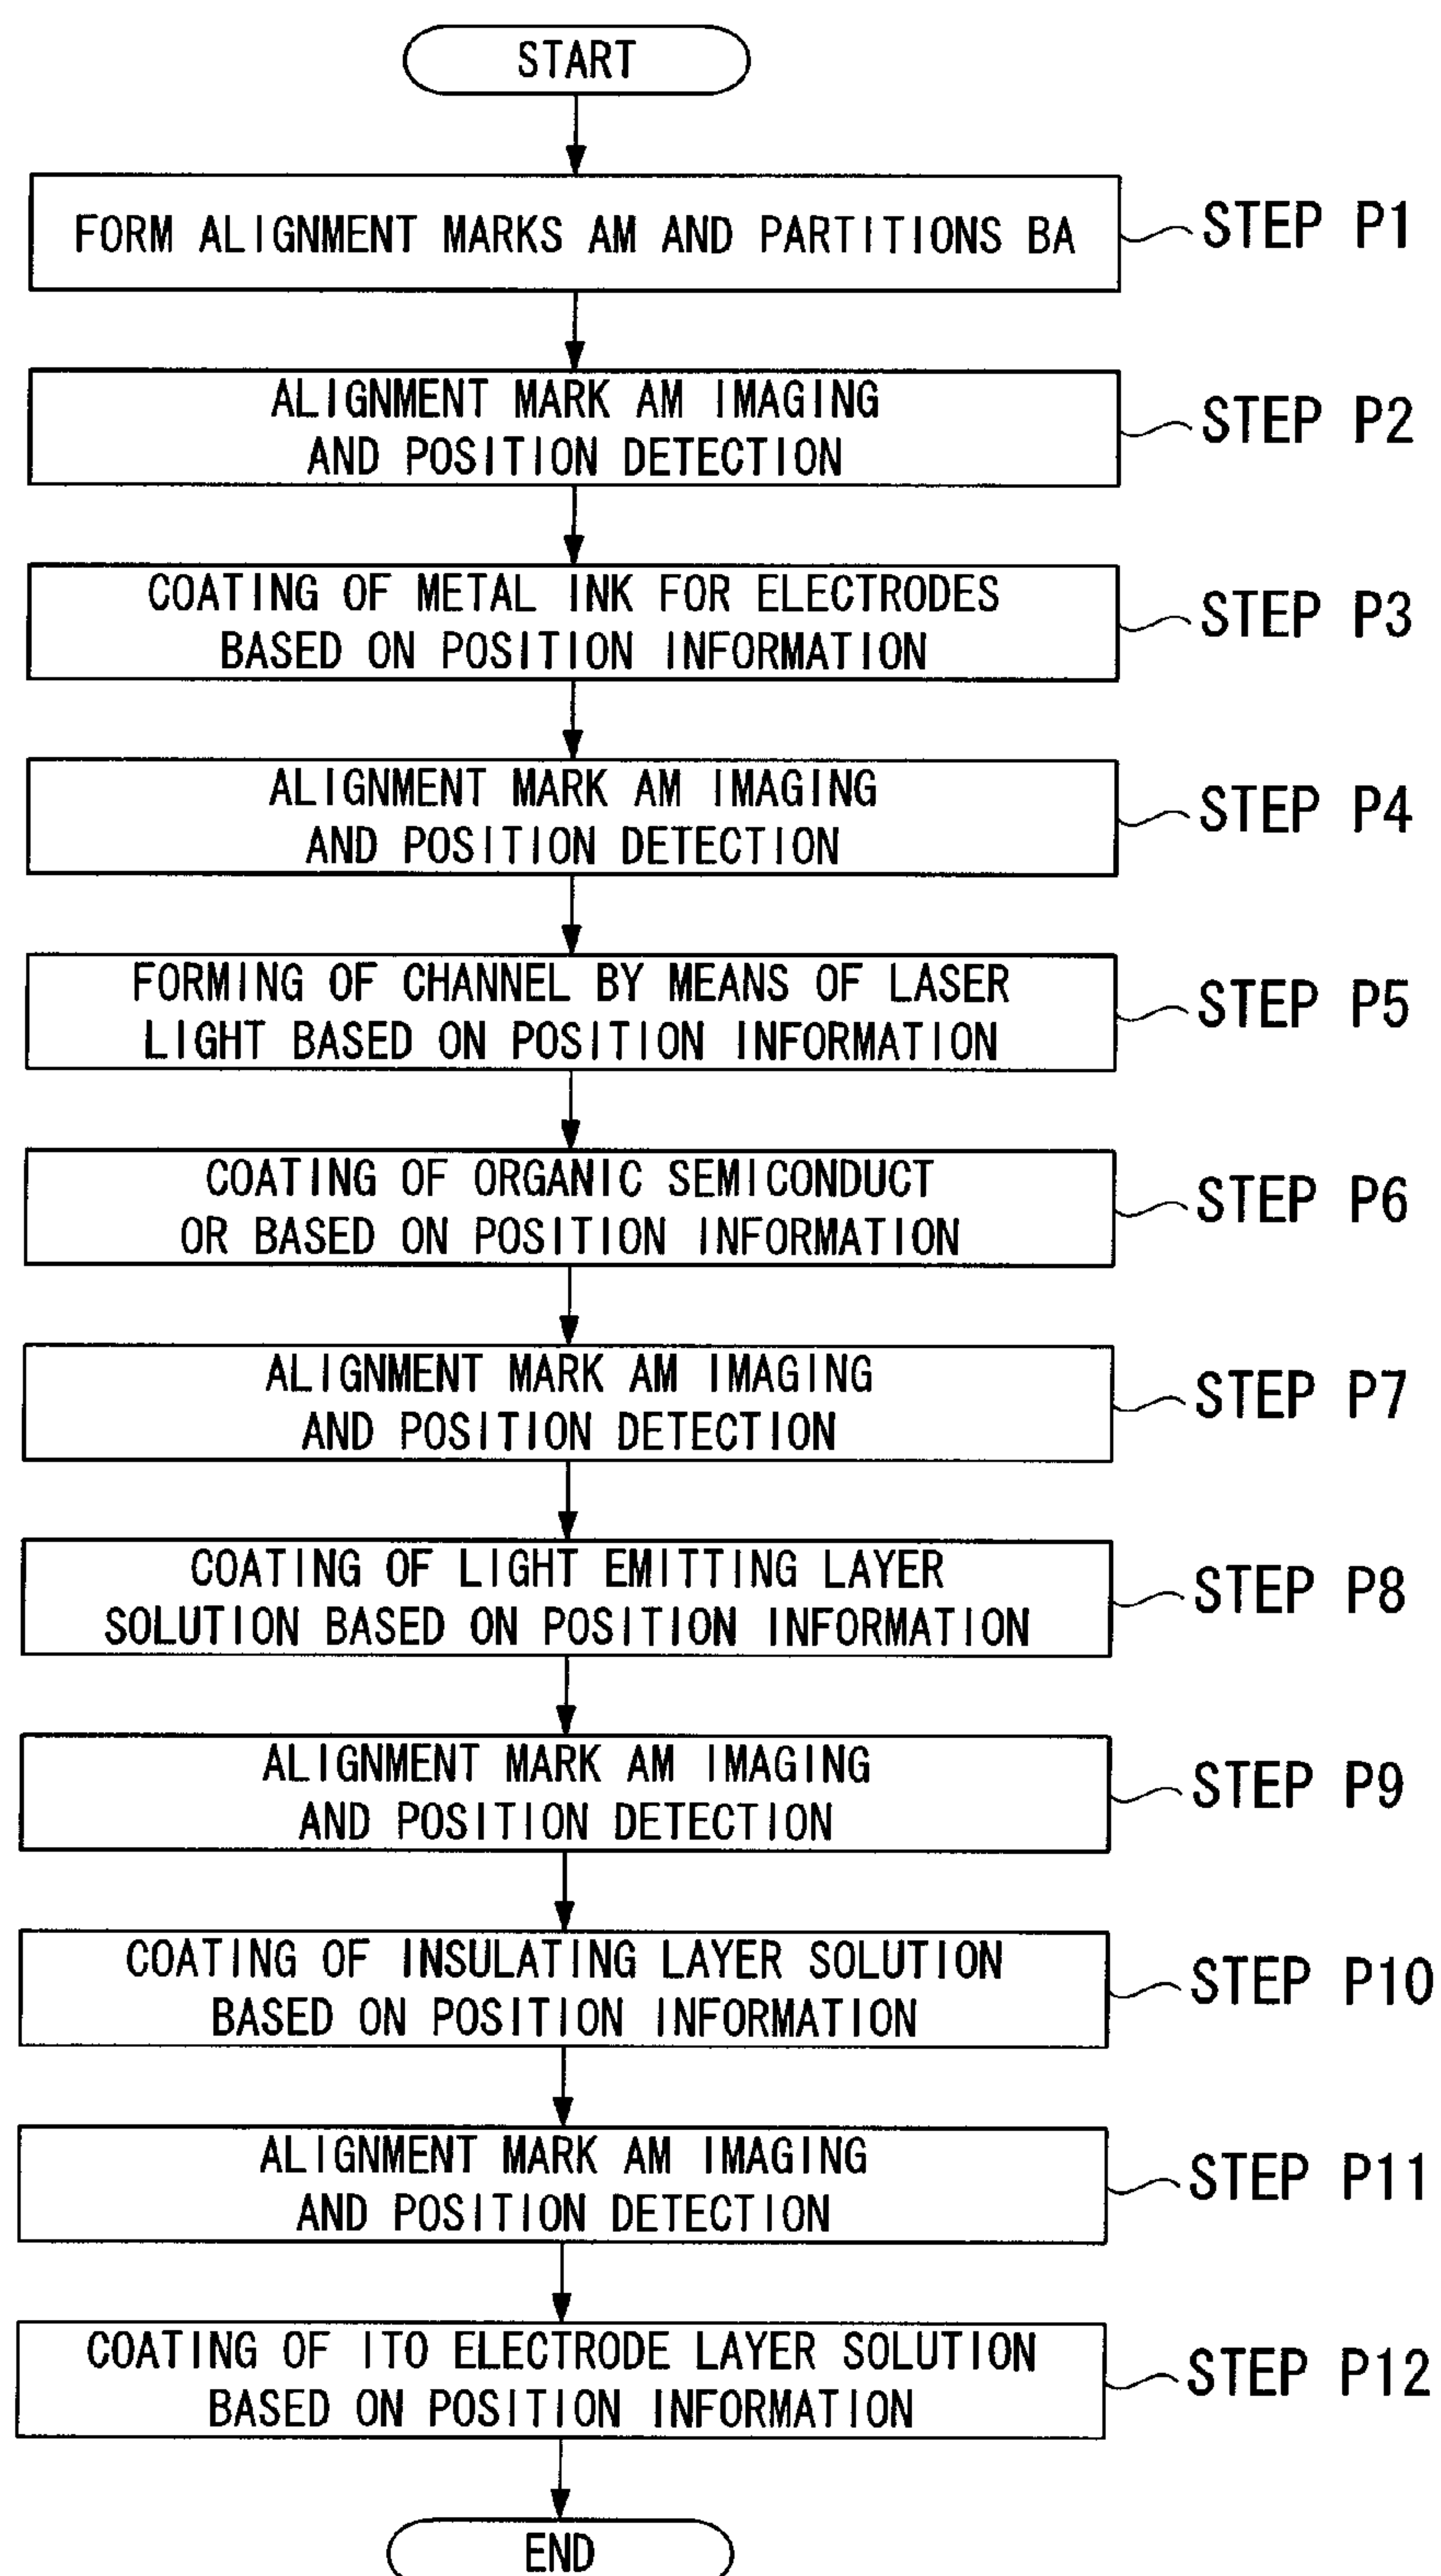 START
FORM ALIGNMENT MARKS AM AND PARTITIONS BA
STEP P1
ALIGNMENT MARK AM IMAGING
AND POSITION DETECTION
STEP P2
COATING OF METAL INK FOR ELECTRODES
BASED ON POSITION INFORMATION
STEP P3
ALIGNMENT MARK AM IMAGING
AND POSITION DETECTION
STEP P4
FORMING OF CHANNEL BY MEANS OF LASER
LIGHT BASED ON POSITION INFORMATION
STEP P5
COATING OF ORGANIC SEMICONDUCT
OR BASED ON POSITION INFORMATION
STEP P6
ALIGNMENT MARK AM IMAGING
AND POSITION DETECTION
STEP P7
COATING OF LIGHT EMITTING LAYER
SOLUTION BASED ON POSITION INFORMATION
STEP P8
ALIGNMENT MARK AM IMAGING
AND POSITION DETECTION
STEP P9
COATING OF INSULATING LAYER SOLUTION
BASED ON POSITION INFORMATION
STEP P10
ALIGNMENT MARK AM IMAGING
AND POSITION DETECTION
STEP P11
COATING OF ITO ELECTRODE LAYER SOLUTION
BASED ON POSITION INFORMATION
STEP P12
END